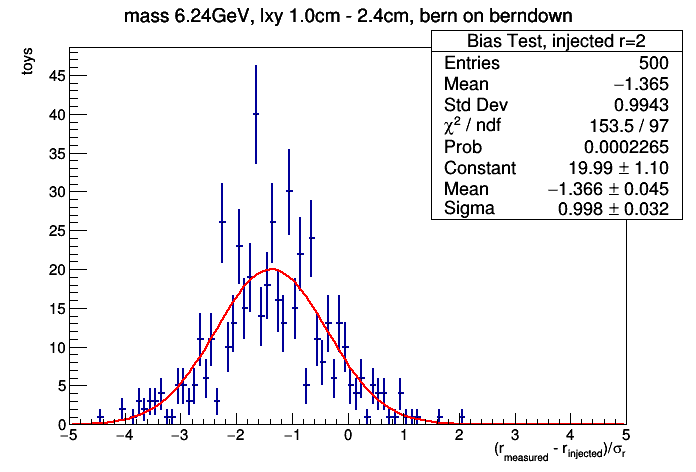 mass 6.24GeV, lxy 1.0cm - 2.4cm, bern on berndown
Bias Test, injected r=2
Entries 500
Mean −1.365
Std Dev 0.9943
χ² / ndf 153.5 / 97
Prob 0.0002265
Constant 19.99 ± 1.10
Mean −1.366 ± 0.045
Sigma 0.998 ± 0.032
toys
45
40
35
30
25
20
15
10
5
0
−5 −4 −3 −2 −1 0 1 2 3 4 5
(r_measured - r_injected)/σ_r